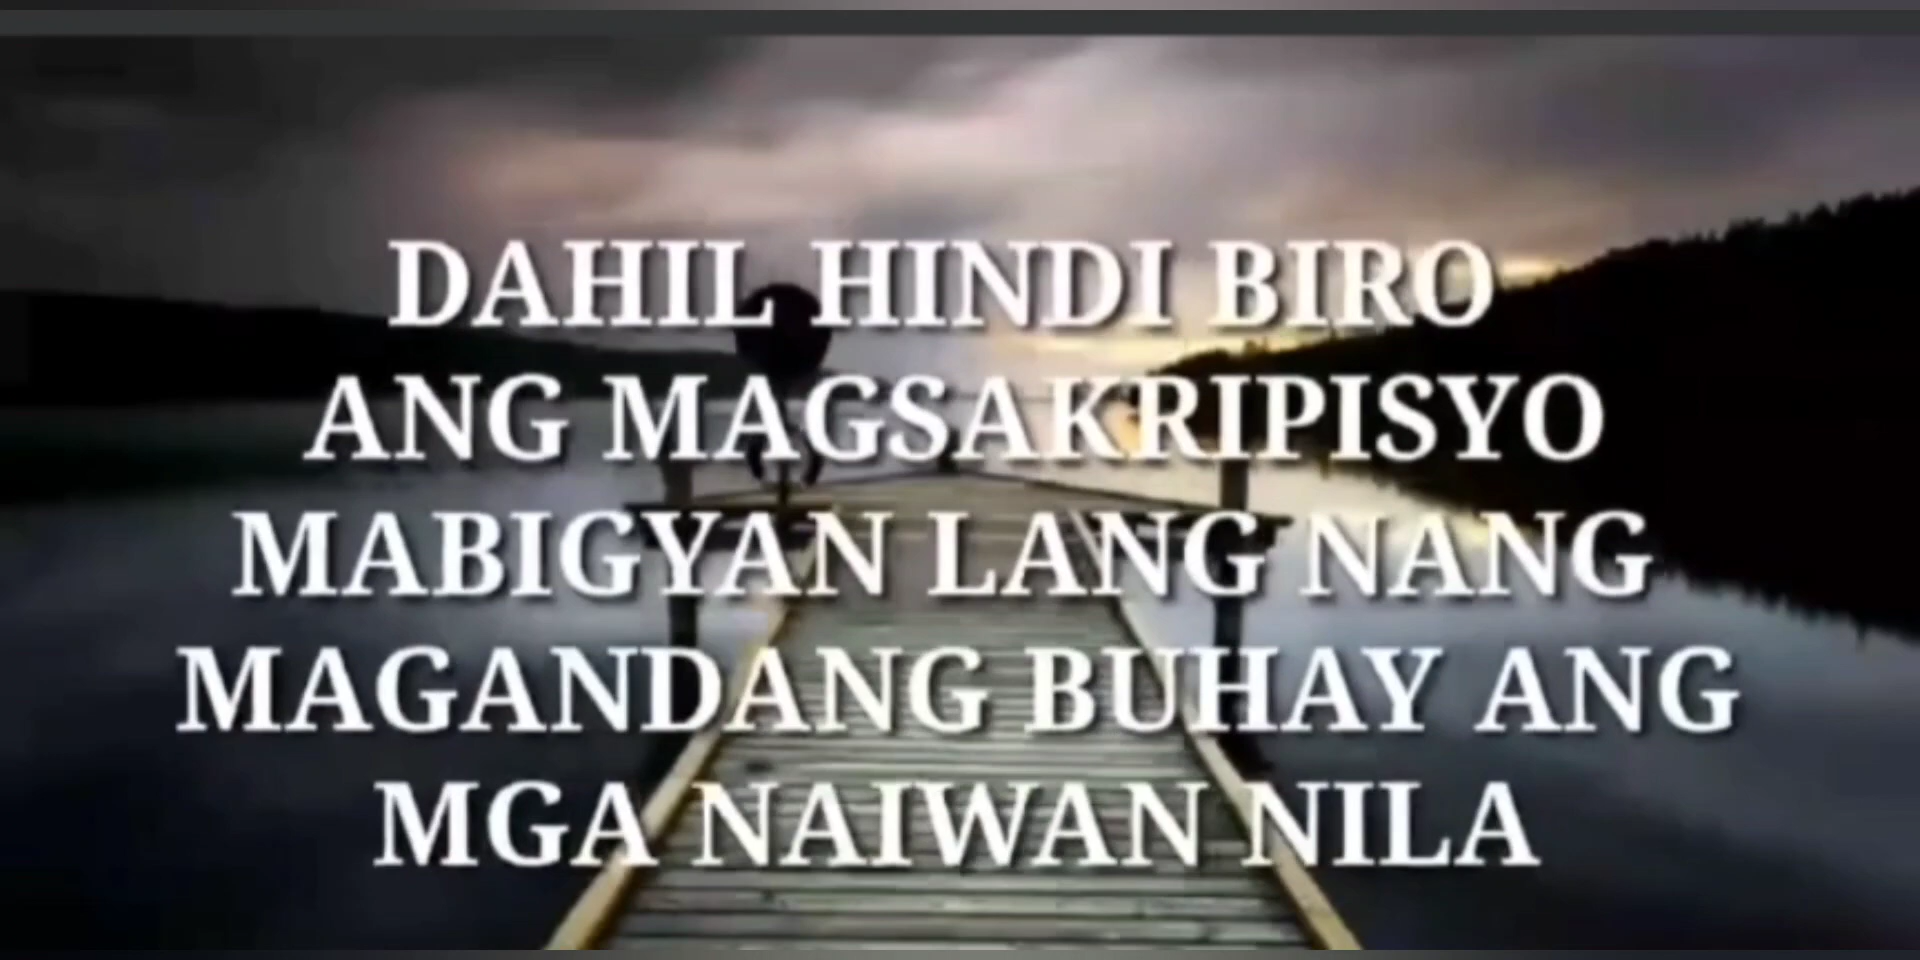 DAHIL HINDI BIRO
ANG MAGSAKRIPISYO
MABIGYAN LANG NANG
MAGANDANG BUHAY ANG
MGA NAIWAN NILA